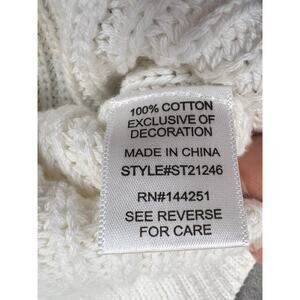 100% COTTON
EXCLUSIVE OF
DECORATION
MADE IN CHINA
STYLE#ST21246
RN#144251
SEE REVERSE
FOR CARE